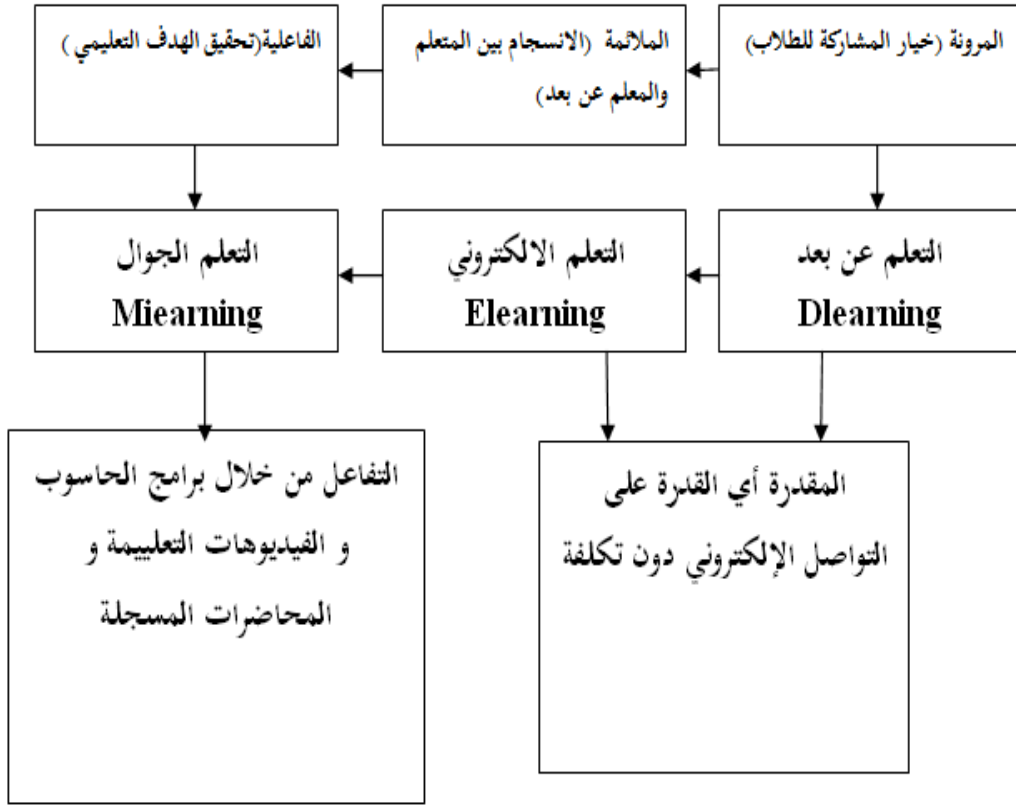 المرونة (خيار المشاركة للطلاب)
الملائمة (الانسجام بين المتعلم
والمعلم عن بعد)
الفاعلية(تحقيق الهدف التعليمي )
التعلم عن بعد
Dlearning
التعلم الالكتروني
Elearning
التعلم الجوال
Miearning
المقدرة أي القدرة على
التواصل الإلكتروني دون تكلفة
التفاعل من خلال برامج الحاسوب
و الفيديوهات التعلييمة و
المحاضرات المسجلة